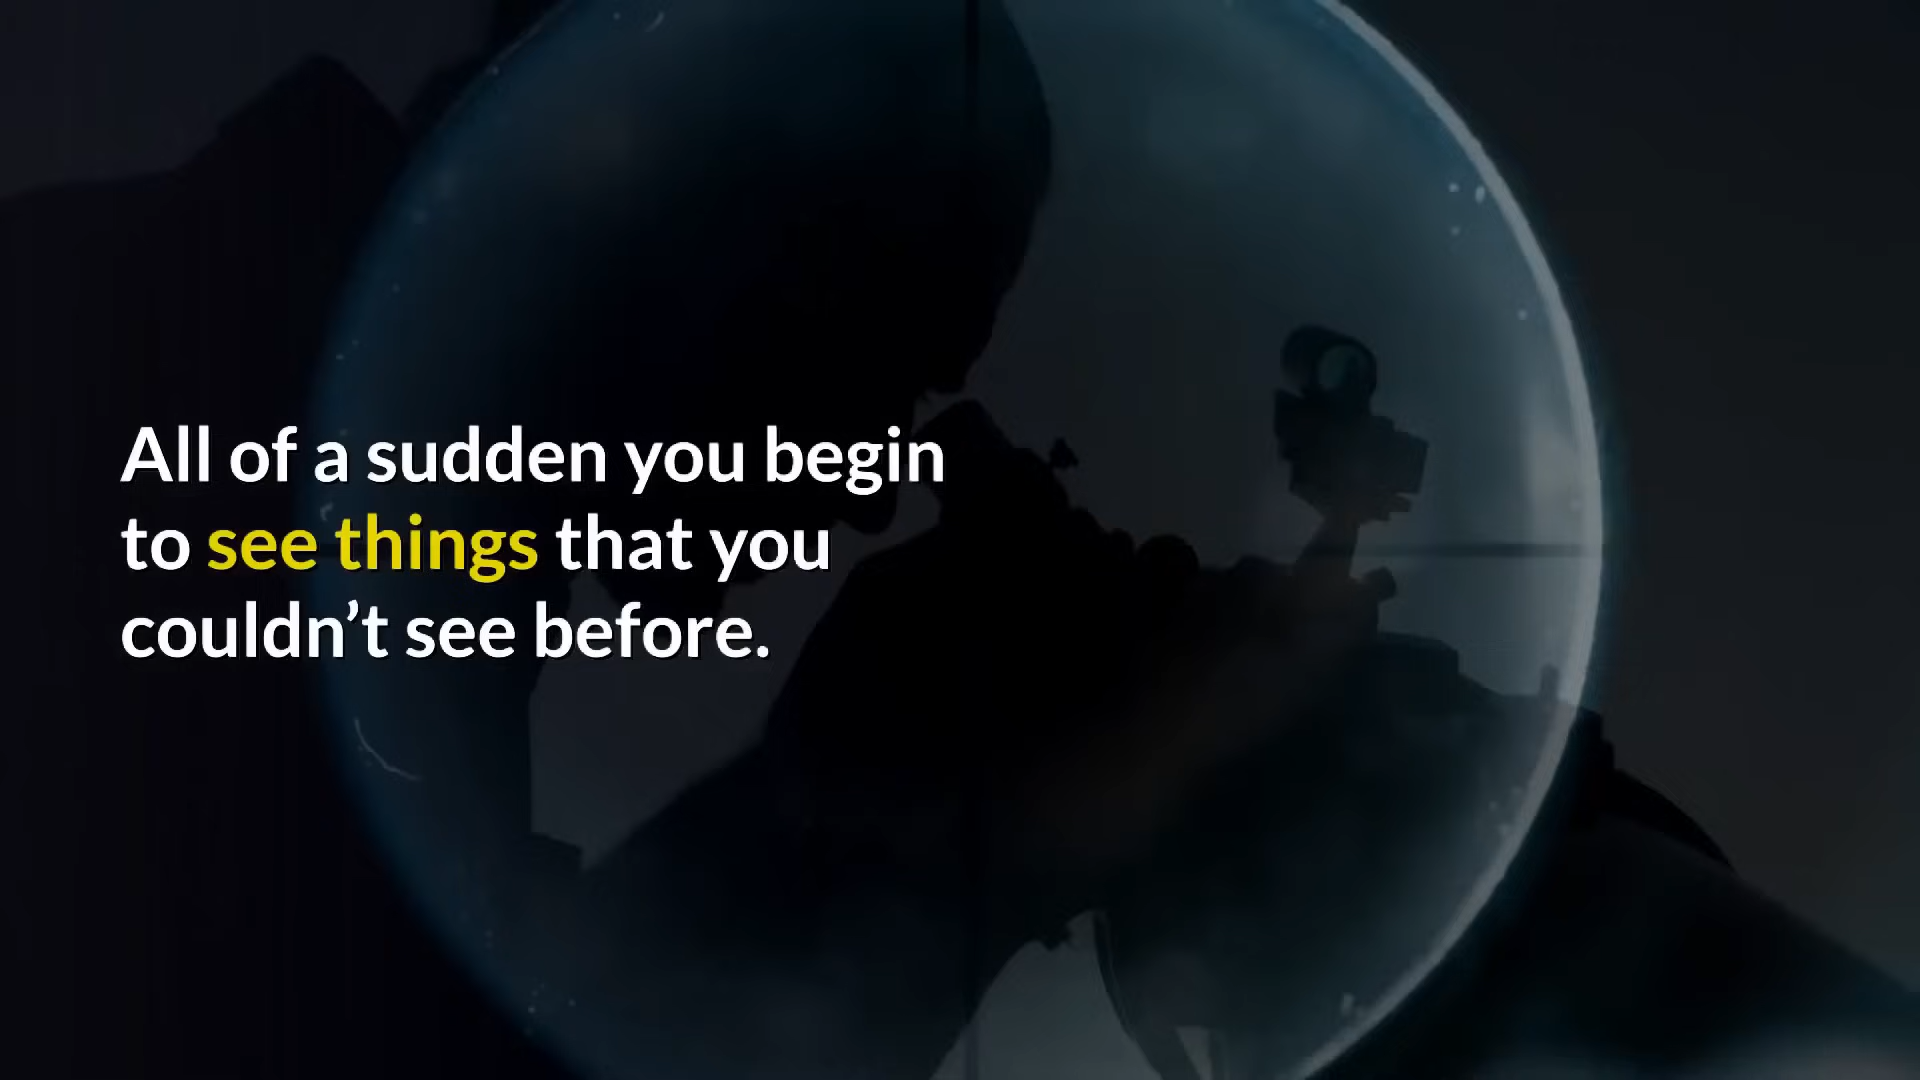 All of a sudden you begin
to see things that you
couldn’t see before.